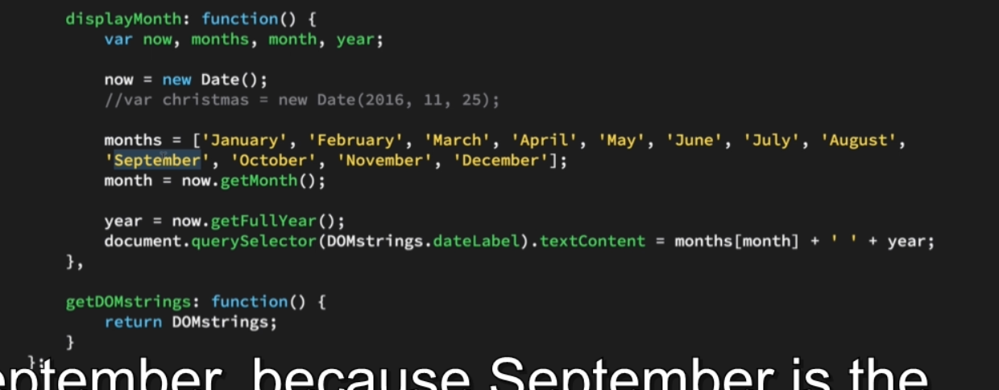 displayMonth: function() {
var now, months, month, year;
now = new Date();
//var christmas = new Date(2016, 11, 25);
months = ['January', 'February', 'March', 'April', 'May', 'June', 'July', 'August',
'September', 'October', 'November', 'December'];
month = now.getMonth();
year = now.getFullYear();
document.querySelector(DOMstrings.dateLabel).textContent = months[month] + ' ' + year;
},
getDOMstrings: function() {
return DOMstrings;
}
};
eptember, because September is the